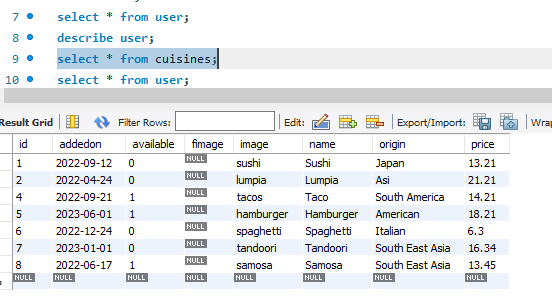 7 select * from user;
8 describe user;
9 select * from cuisines;
10 select * from user;
Result Grid Filter Rows: Edit: Export/Import: Wrap
id addedon available fimage image name origin price
1 2022-09-12 0 NULL sushi Sushi Japan 13.21
2 2022-04-24 0 NULL lumpia Lumpia Asi 21.21
4 2022-09-21 1 NULL tacos Taco South America 14.21
5 2023-06-01 1 NULL hamburger Hamburger American 18.21
6 2022-12-24 0 NULL spaghetti Spaghetti Italian 6.3
7 2023-01-01 0 NULL tandoori Tandoori South East Asia 16.34
8 2022-06-17 1 NULL samosa Samosa South East Asia 13.45
NULL NULL NULL NULL NULL NULL NULL NULL